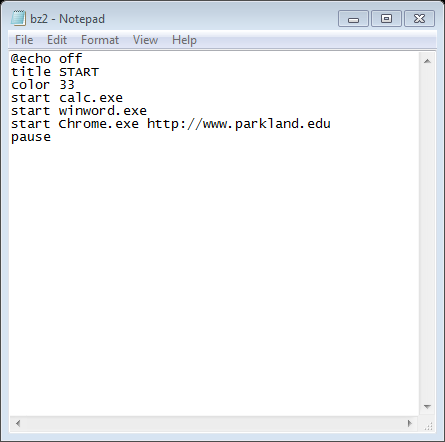 bz2 - Notepad
File Edit Format View Help
@echo off
title START
color 33
start calc.exe
start winword.exe
start Chrome.exe http://www.parkland.edu
pause